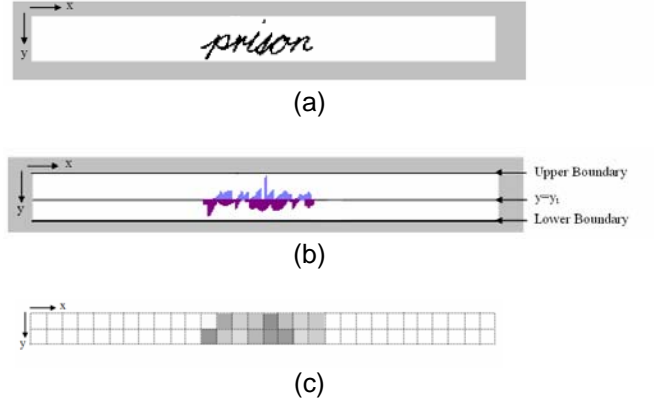 x
y
prison
(a)
x
y
Upper Boundary
y=y₁
Lower Boundary
(b)
x
y
(c)